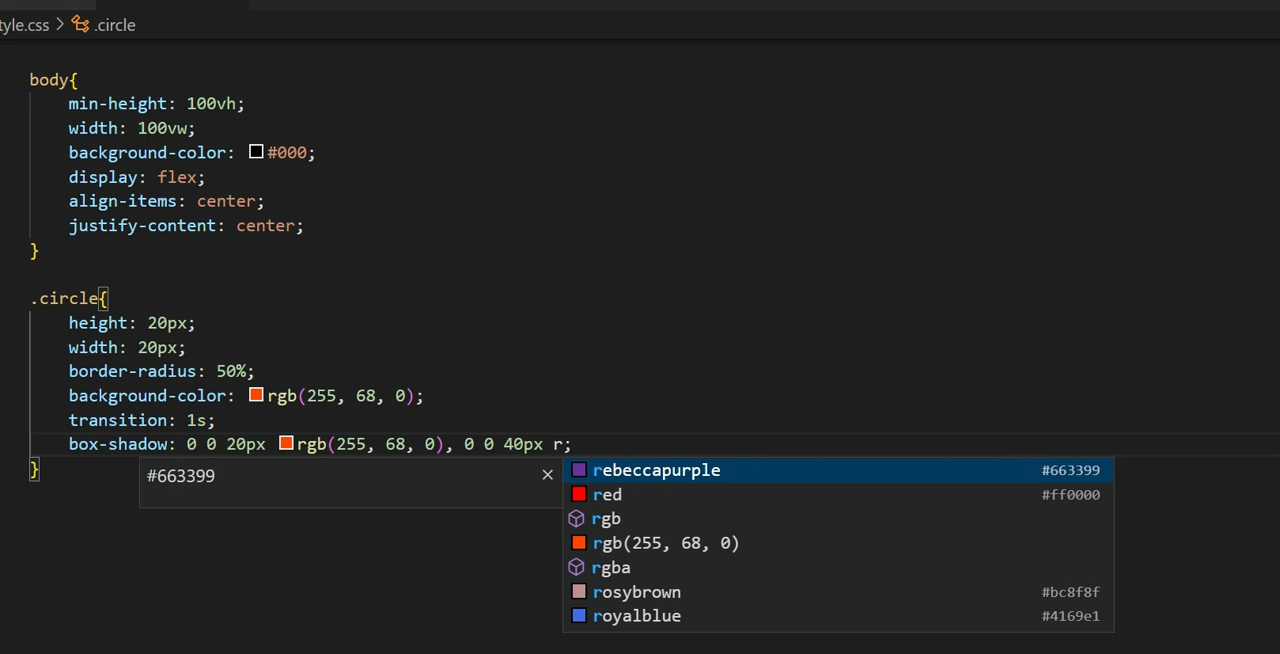 tyle.css > .circle
body{
min-height: 100vh;
width: 100vw;
background-color: #000;
display: flex;
align-items: center;
justify-content: center;
}
.circle{
height: 20px;
width: 20px;
border-radius: 50%;
background-color: rgb(255, 68, 0);
transition: 1s;
box-shadow: 0 0 20px rgb(255, 68, 0), 0 0 40px r;
}
#663399 ×
rebeccapurple #663399
red #ff0000
rgb
rgb(255, 68, 0)
rgba
rosybrown #bc8f8f
royalblue #4169e1